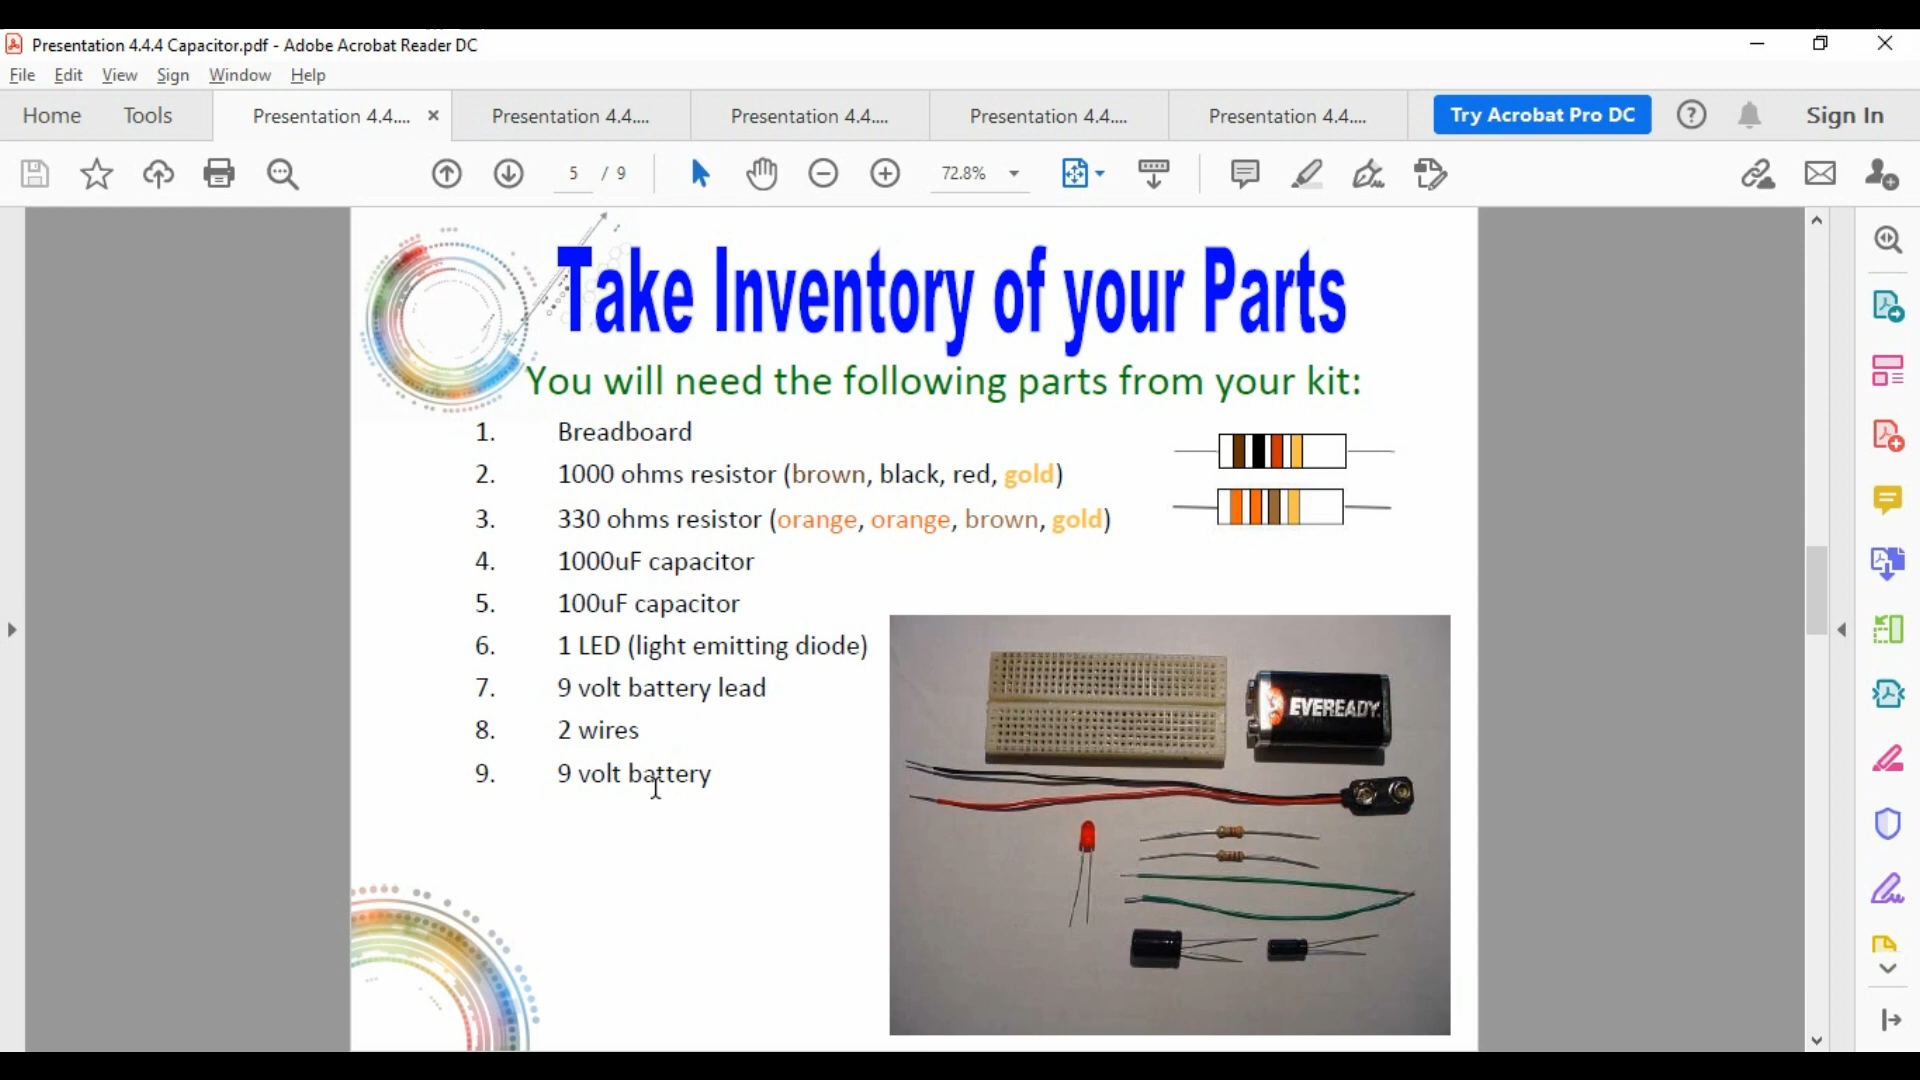 Presentation 4.4.4 Capacitor.pdf - Adobe Acrobat Reader DC
File Edit View Sign Window Help
Home Tools Presentation 4.4.... × Presentation 4.4.... Presentation 4.4.... Presentation 4.4.... Presentation 4.4.... Try Acrobat Pro DC Sign In
5 / 9 72.8%
Take Inventory of your Parts
You will need the following parts from your kit:
1. Breadboard
2. 1000 ohms resistor (brown, black, red, gold)
3. 330 ohms resistor (orange, orange, brown, gold)
4. 1000uF capacitor
5. 100uF capacitor
6. 1 LED (light emitting diode)
7. 9 volt battery lead
8. 2 wires
9. 9 volt battery
EVEREADY